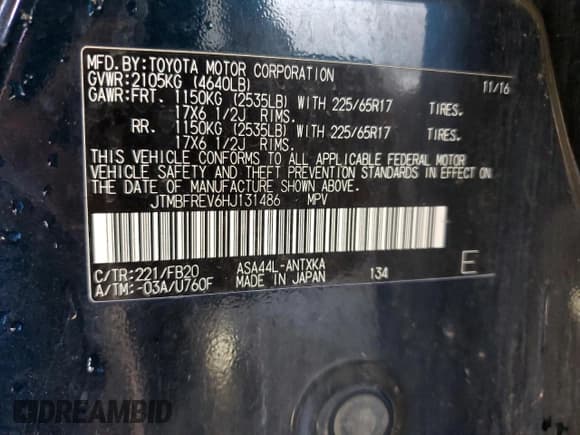 MFD.BY:TOYOTA MOTOR CORPORATION 11/16
GVWR:2105KG (4640LB)
GAWR:FRT. 1150KG (2535LB) WITH 225/65R17 TIRES.
17X6 1/2J RIMS.
RR. 1150KG (2535LB) WITH 225/65R17 TIRES.
17X6 1/2J RIMS.
THIS VEHICLE CONFORMS TO ALL APPLICABLE FEDERAL MOTOR
VEHICLE SAFETY AND THEFT PREVENTION STANDARDS IN EFFECT ON
THE DATE OF MANUFACTURE SHOWN ABOVE.
JTMBFREV6HJ131486 MPV
C/TR:221/FB20 ASA44L-ANTXKA 134 E
A/TM:-03A/U760F MADE IN JAPAN
DREAMBID